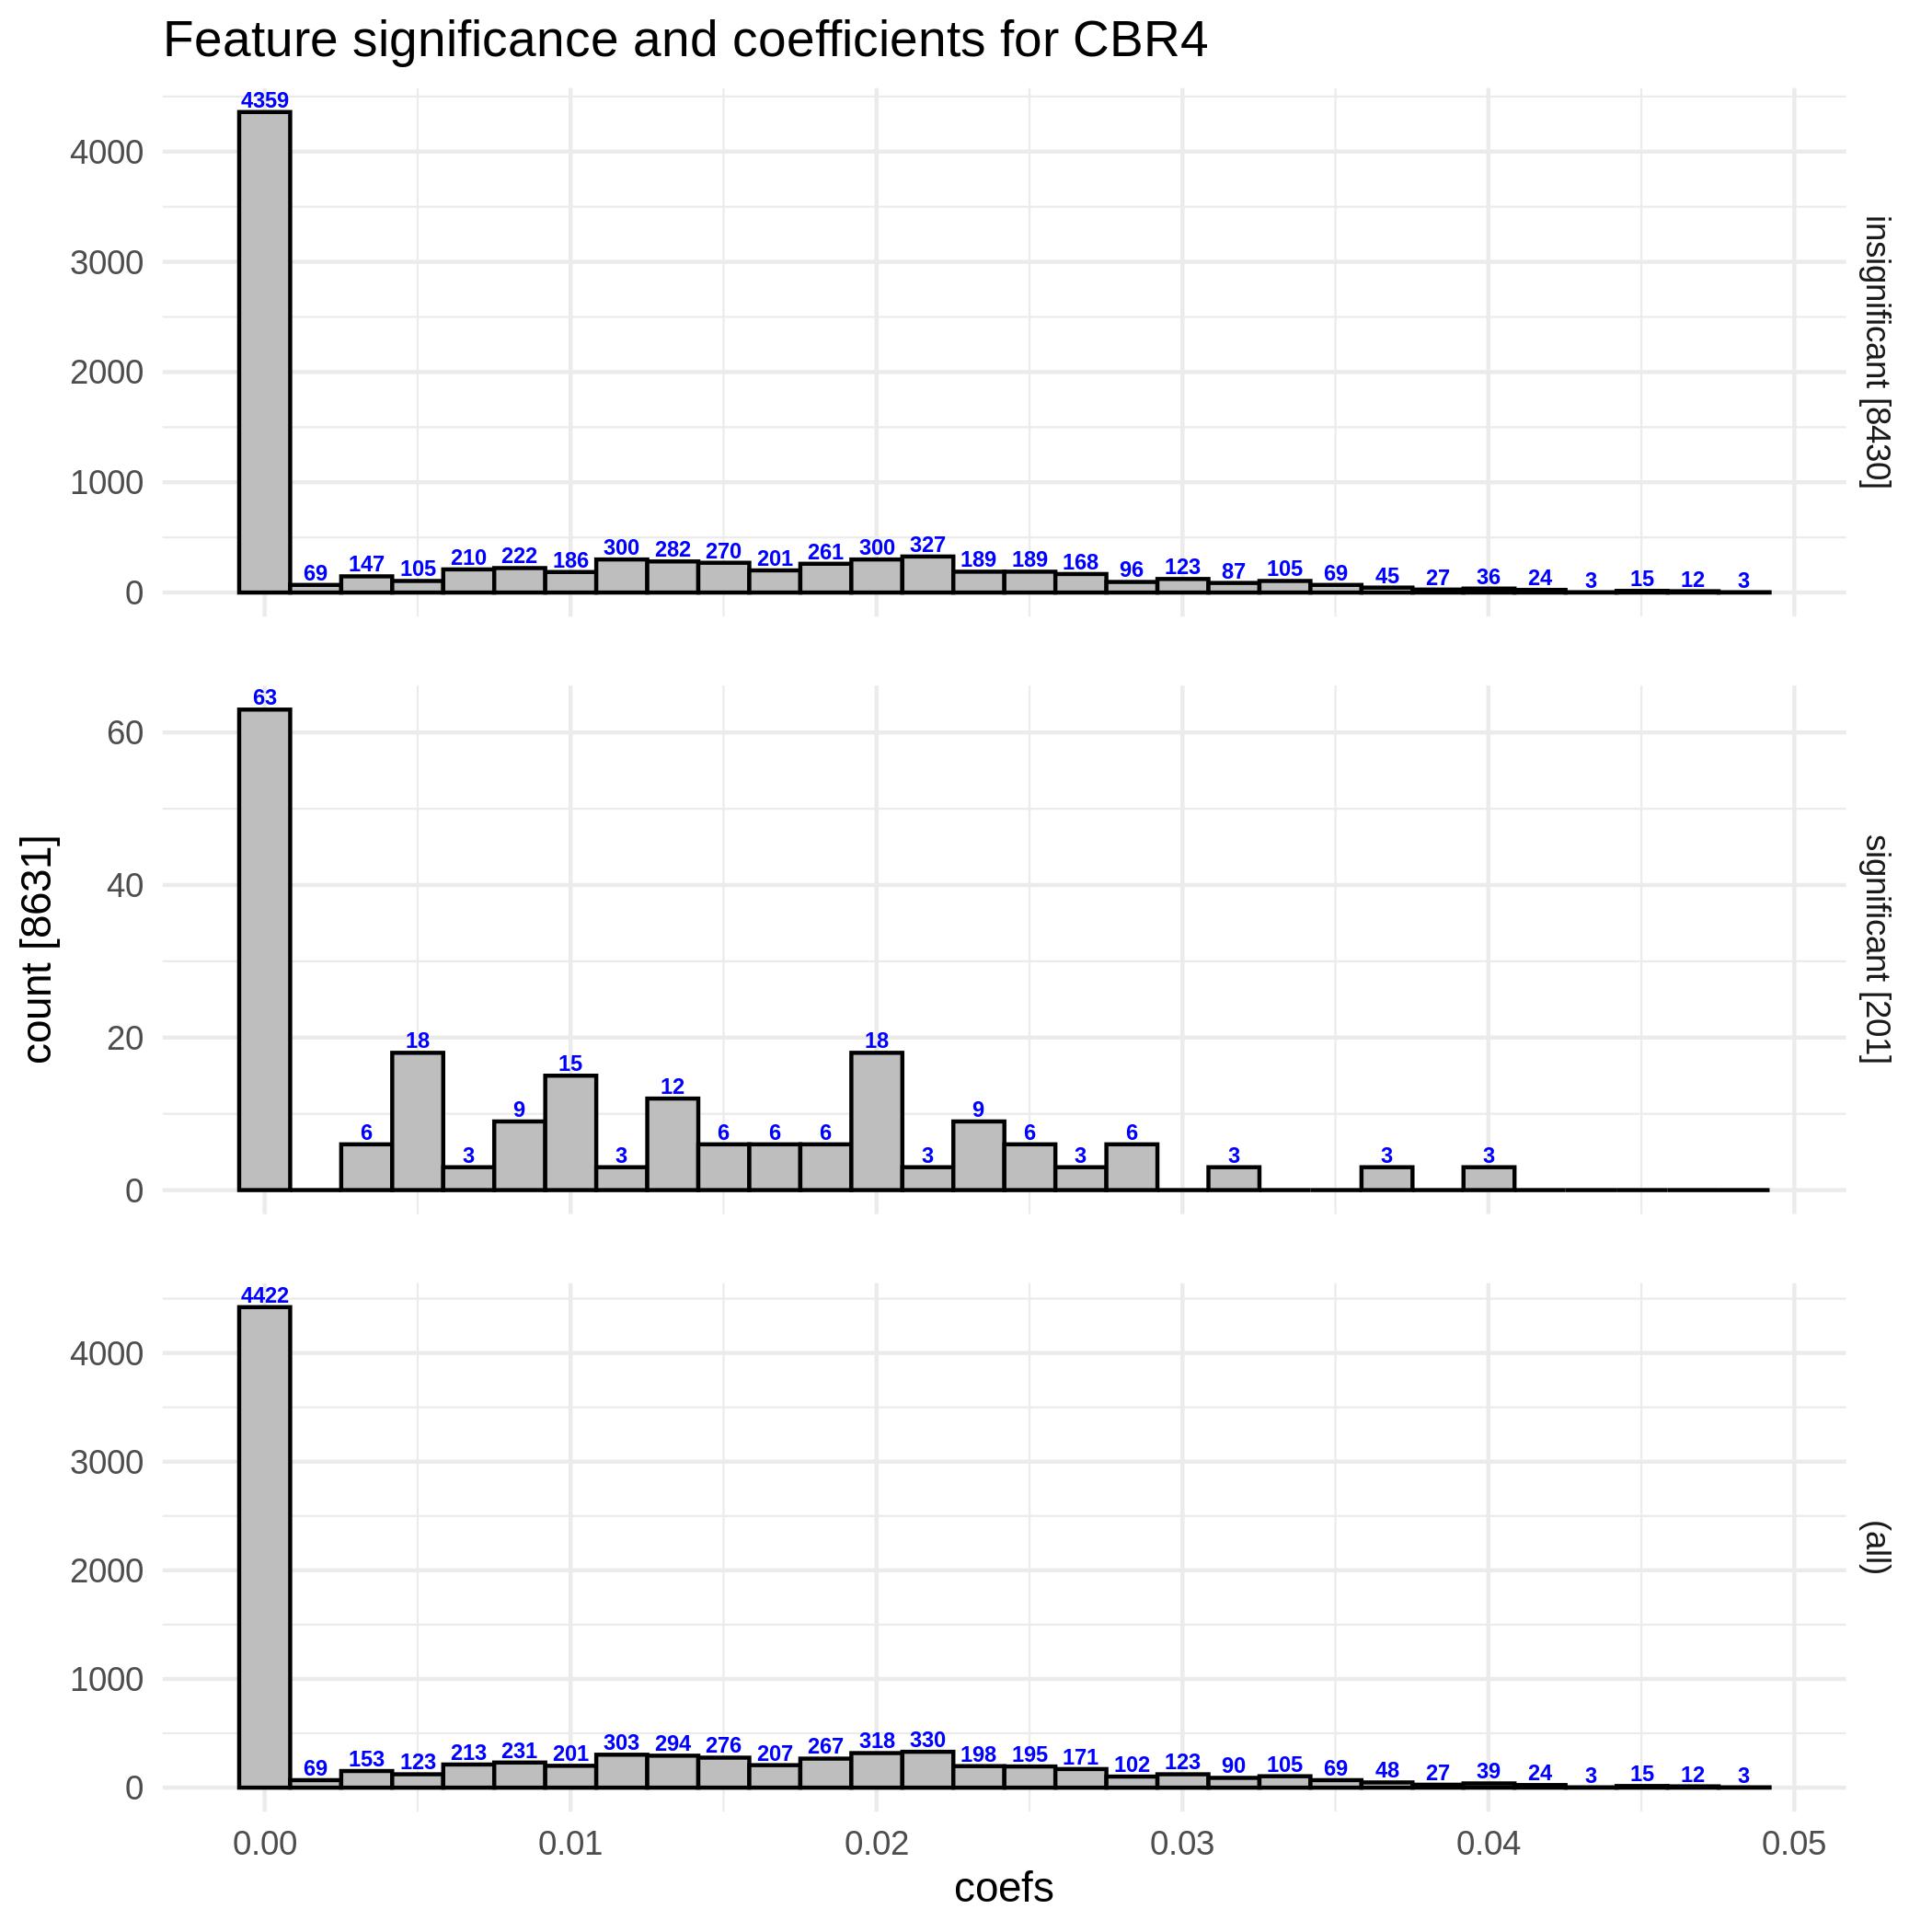 Feature significance and coefficients for CBR4
4359
4000
3000
2000
1000
0
69 147 105 210 222 186 300 282 270 201 261 300 327 189 189 168 96 123 87 105 69 45 27 36 24 3 15 12 3
insignificant [8430]
63
60
40
20
0
6 18 3 9 15 3 12 6 6 6 18 3 9 6 3 6 3 3 3
significant [201]
count [8631]
4422
4000
3000
2000
1000
0
69 153 123 213 231 201 303 294 276 207 267 318 330 198 195 171 102 123 90 105 69 48 27 39 24 3 15 12 3
(all)
0.00 0.01 0.02 0.03 0.04 0.05
coefs